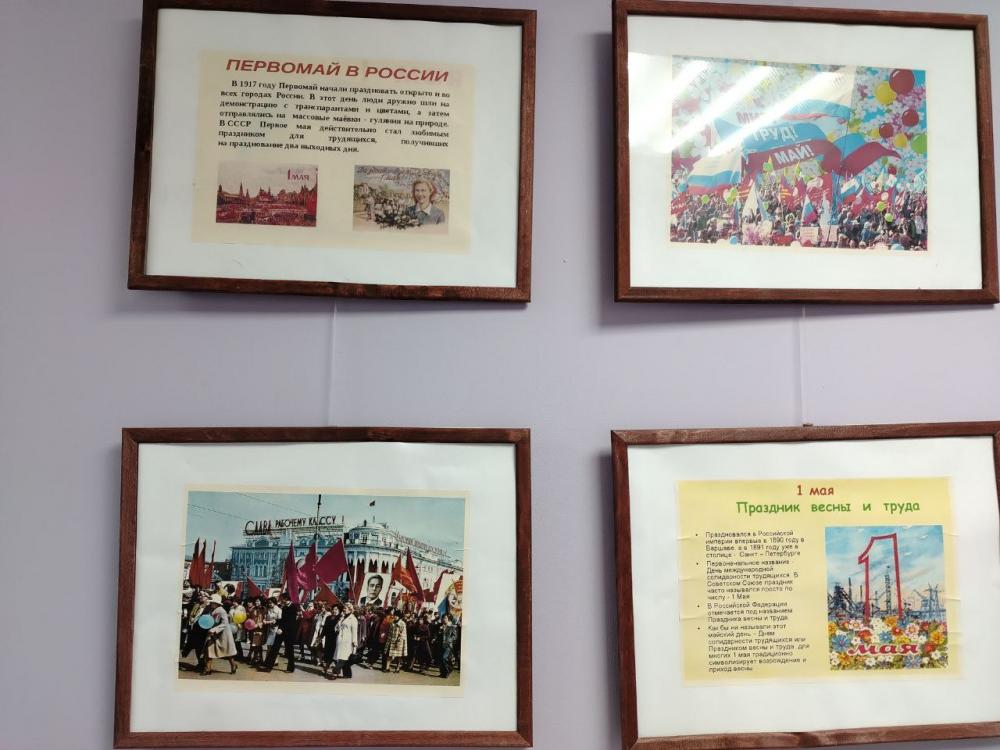 ПЕРВОМАЙ В РОССИИ
В 1917 году Первомай начали праздновать открыто и во
всех городах России. В этот день люди дружно шли на
демонстрацию с транспарантами и цветами, а затем
отправлялись на массовые маёвки - гуляния на природе.
В СССР Первое мая действительно стал любимым
праздником для трудящихся, получивших
на празднование два выходных дня.
1 МАЯ
МИР!
ТРУД!
МАЙ!
СЛАВА РАБОЧЕМУ КЛАССУ!
1 мая
Праздник весны и труда
• Праздновался в Российской
империи впервые в 1890 году в
Варшаве, а в 1891 году уже в
столице - Санкт – Петербурге
• Первоначальное название -
День международной
солидарности трудящихся. В
Советском Союзе праздник
часто назывался просто по
числу - 1 Мая
• В Российской Федерации
отмечается под названием
Праздника весны и труда.
• Как бы ни называли этот
майский день - Днем
солидарности трудящихся или
Праздником весны и труда, для
многих 1 мая традиционно
символизирует возрождение и
приход весны
1
мая